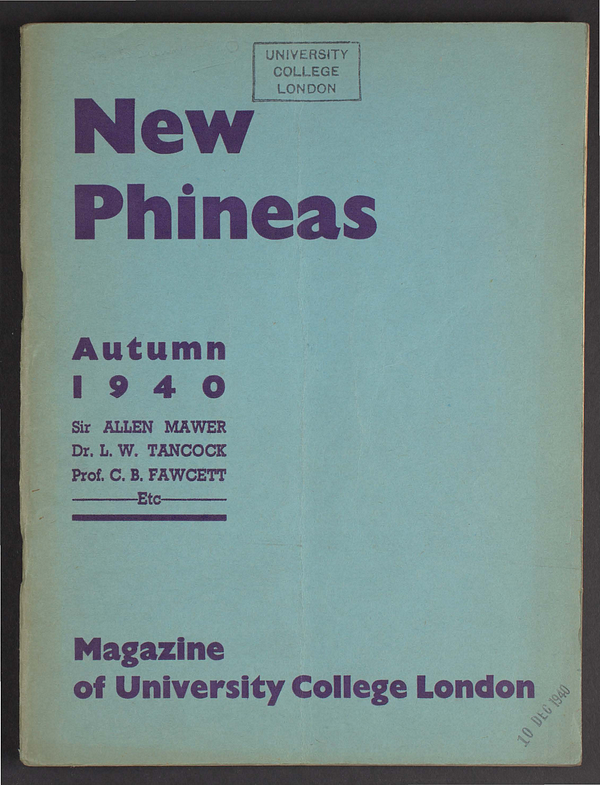 UNIVERSITY
COLLEGE
LONDON
New
Phineas
Autumn
1940
Sir ALLEN MAWER
Dr. L. W. TANCOCK
Prof. C. B. FAWCETT
Etc
Magazine
of University College London
10 DEC 1940